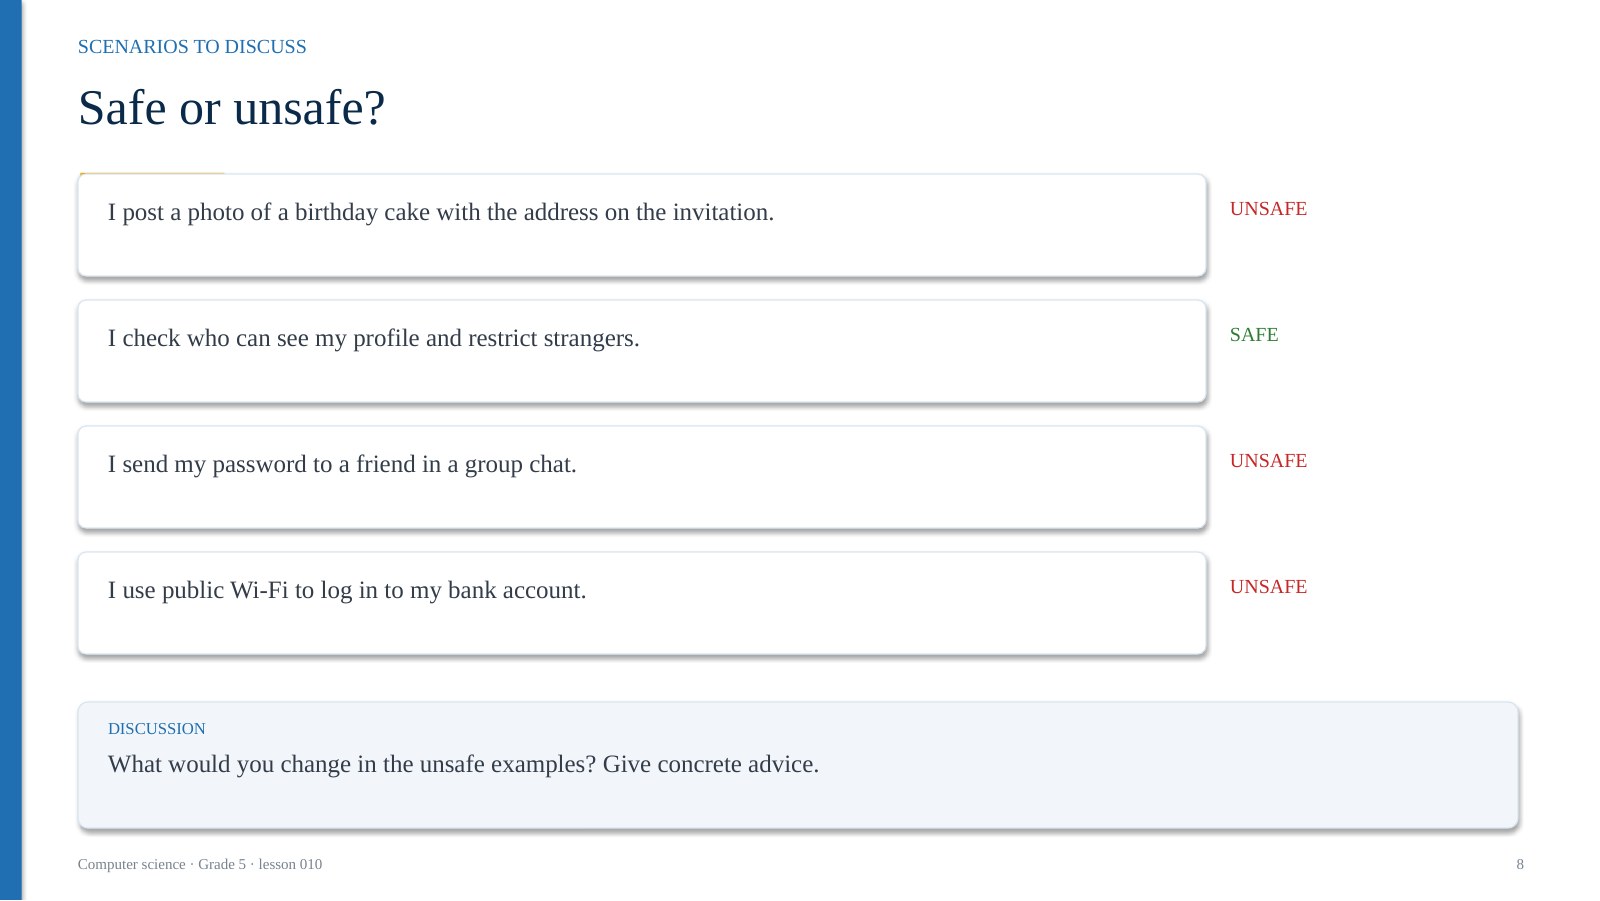 SCENARIOS TO DISCUSS
Safe or unsafe?
I post a photo of a birthday cake with the address on the invitation.
UNSAFE
I check who can see my profile and restrict strangers.
SAFE
I send my password to a friend in a group chat.
UNSAFE
I use public Wi-Fi to log in to my bank account.
UNSAFE
DISCUSSION
What would you change in the unsafe examples? Give concrete advice.
Computer science · Grade 5 · lesson 010
8